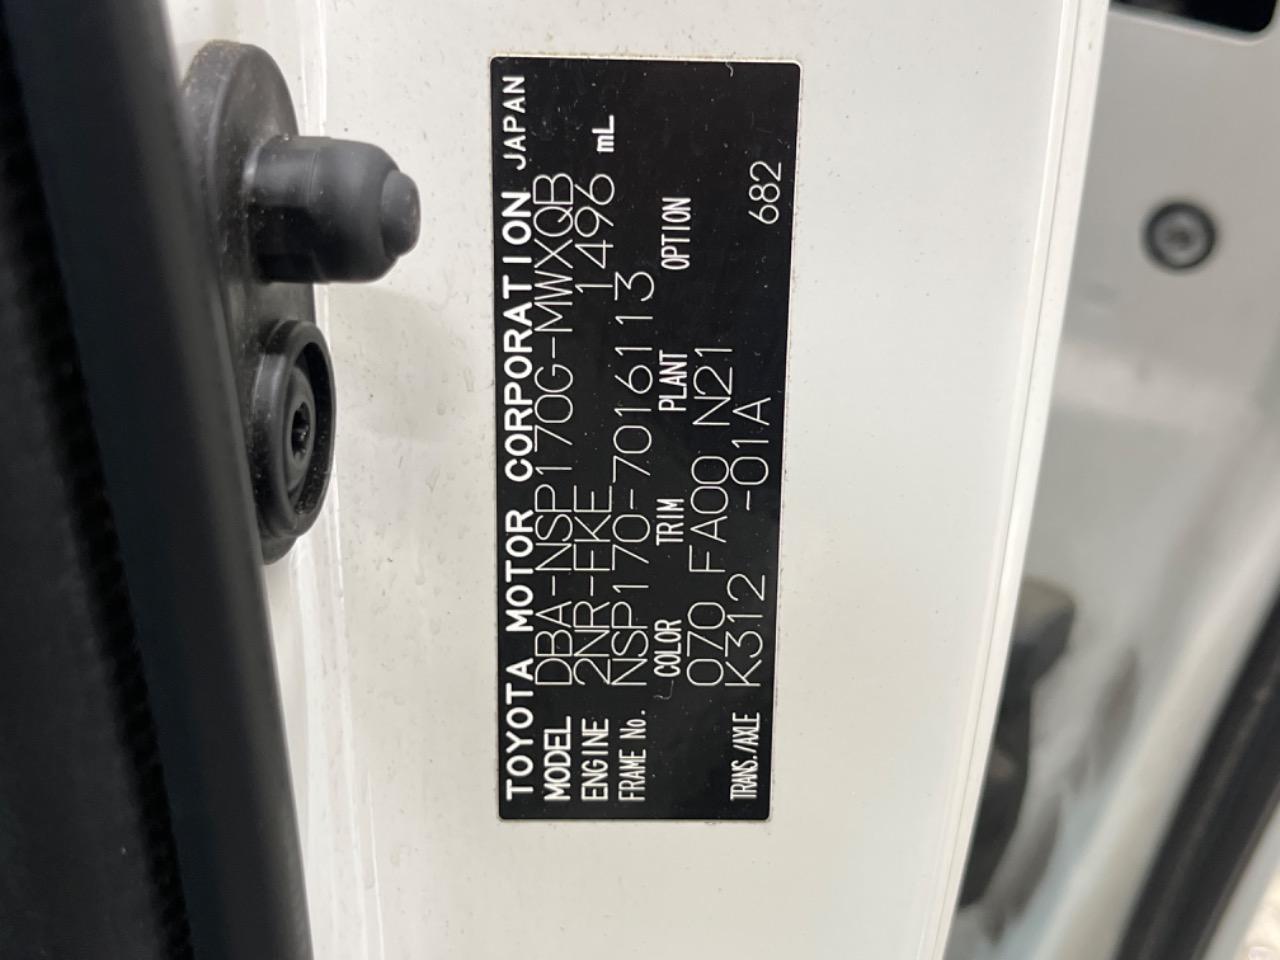 TOYOTA MOTOR CORPORATION JAPAN
MODEL DBA-NSP170G-MWXQB
ENGINE 2NR-FKE 1496 mL
FRAME No. NSP170-7016113
COLOR TRIM PLANT OPTION
070 FA00 N21
TRANS./AXLE K312 -01A 682